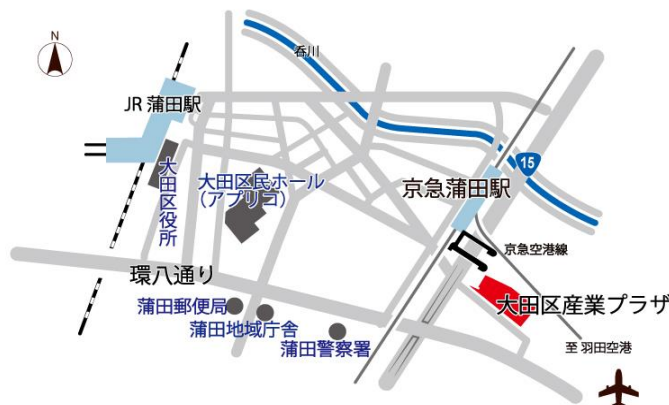 N
呑川
JR 蒲田駅
15
大田区役所
大田区民ホール
（アプリコ）
京急蒲田駅
京急空港線
環八通り
蒲田郵便局
蒲田地域庁舎
蒲田警察署
大田区産業プラザ
至 羽田空港